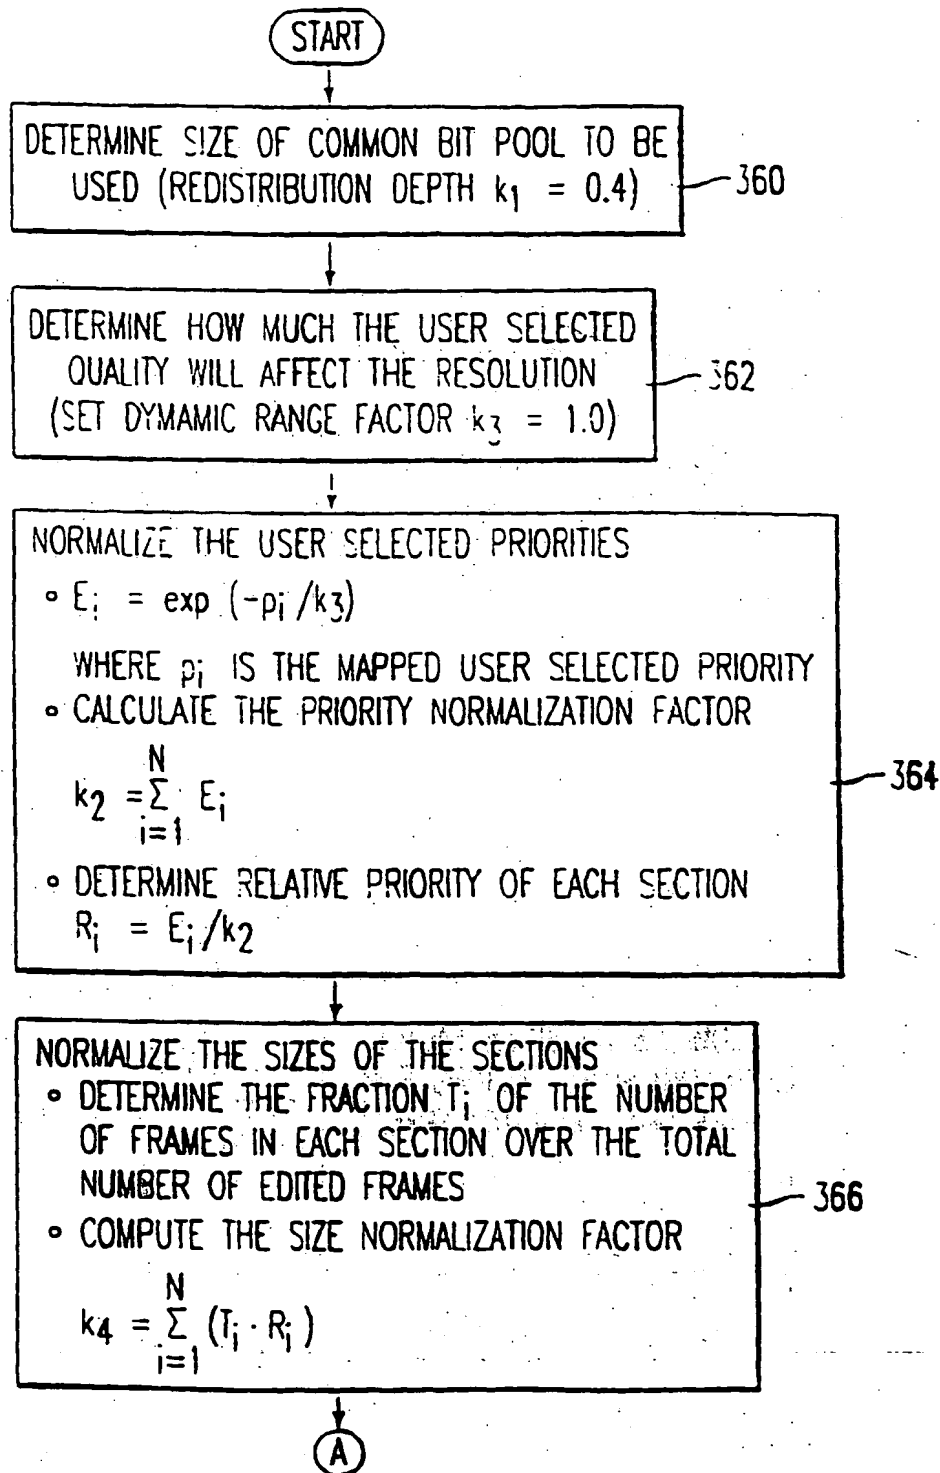 START
DETERMINE SIZE OF COMMON BIT POOL TO BE
USED (REDISTRIBUTION DEPTH k₁ = 0.4)
360
DETERMINE HOW MUCH THE USER SELECTED
QUALITY WILL AFFECT THE RESOLUTION
(SET DYMAMIC RANGE FACTOR k₃ = 1.0)
362
NORMALIZE THE USER SELECTED PRIORITIES
∘ Eᵢ = exp (-pᵢ/k₃)
WHERE pᵢ IS THE MAPPED USER SELECTED PRIORITY
∘ CALCULATE THE PRIORITY NORMALIZATION FACTOR
N
k₂ = Σ Eᵢ
i=1
∘ DETERMINE RELATIVE PRIORITY OF EACH SECTION
Rᵢ = Eᵢ/k₂
364
NORMALIZE THE SIZES OF THE SECTIONS
∘ DETERMINE THE FRACTION Tᵢ OF THE NUMBER
OF FRAMES IN EACH SECTION OVER THE TOTAL
NUMBER OF EDITED FRAMES
∘ COMPUTE THE SIZE NORMALIZATION FACTOR
N
k₄ = Σ (Tᵢ · Rᵢ)
i=1
366
A